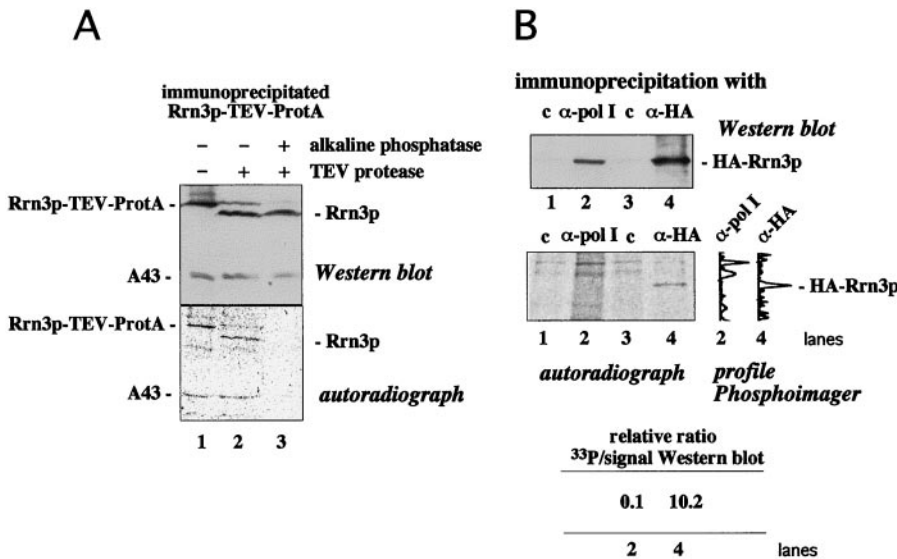 A
immunoprecipitated
Rrn3p-TEV-ProtA
- - + alkaline phosphatase
- + + TEV protease
Rrn3p-TEV-ProtA -
- Rrn3p
A43 -
Western blot
Rrn3p-TEV-ProtA -
- Rrn3p
A43 -
autoradiograph
1 2 3
B
immunoprecipitation with
c α-pol I c α-HA
Western blot
- HA-Rrn3p
1 2 3 4
c α-pol I c α-HA
α-pol I
α-HA
- HA-Rrn3p
1 2 3 4 2 4 lanes
autoradiograph
profile
Phosphoimager
relative ratio
³³P/signal Western blot
0.1 10.2
2 4 lanes